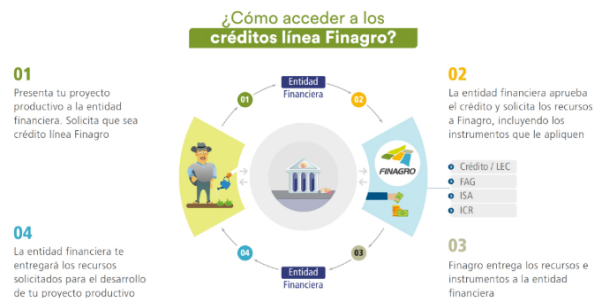 ¿Cómo acceder a los
créditos línea Finagro?
01
Presenta tu proyecto
productivo a la entidad
financiera. Solicita que sea
crédito línea Finagro
02
La entidad financiera aprueba
el crédito y solicita los recursos
a Finagro, incluyendo los
instrumentos que le apliquen
Crédito / LEC
FAG
ISA
ICR
Entidad
Financiera
01
02
FINAGRO
04
03
Entidad
Financiera
04
La entidad financiera te
entregará los recursos
solicitados para el desarrollo
de tu proyecto productivo
03
Finagro entrega los recursos e
instrumentos a la entidad
financiera